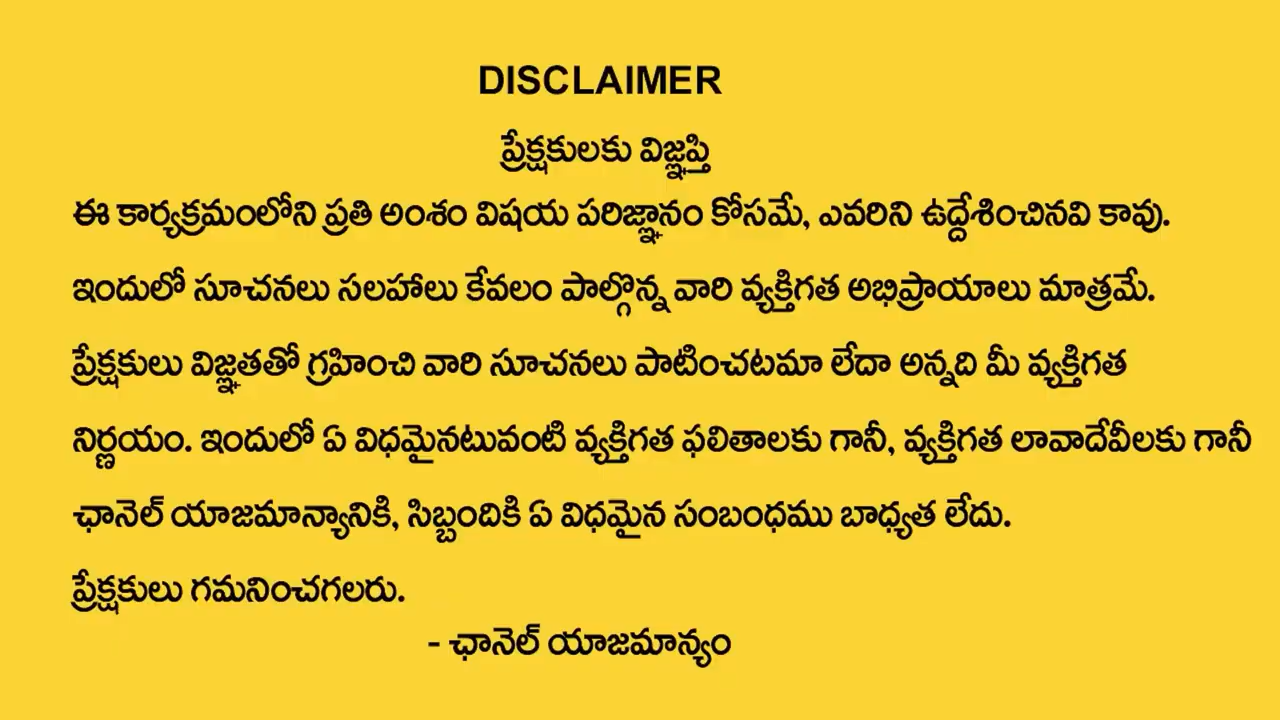 DISCLAIMER
ప్రేక్షకులకు విజ్ఞప్తి
ఈ కార్యక్రమంలోని ప్రతి అంశం విషయ పరిజ్ఞానం కోసమే, ఎవరిని ఉద్దేశించినవి కావు.
ఇందులో సూచనలు సలహాలు కేవలం పాల్గొన్న వారి వ్యక్తిగత అభిప్రాయాలు మాత్రమే.
ప్రేక్షకులు విజ్ఞతతో గ్రహించి వారి సూచనలు పాటించటమా లేదా అన్నది మీ వ్యక్తిగత
నిర్ణయం. ఇందులో ఏ విధమైనటువంటి వ్యక్తిగత ఫలితాలకు గానీ, వ్యక్తిగత లావాదేవీలకు గానీ
ఛానెల్ యాజమాన్యానికి, సిబ్బందికి ఏ విధమైన సంబంధము బాధ్యత లేదు.
ప్రేక్షకులు గమనించగలరు.
- ఛానెల్ యాజమాన్యం